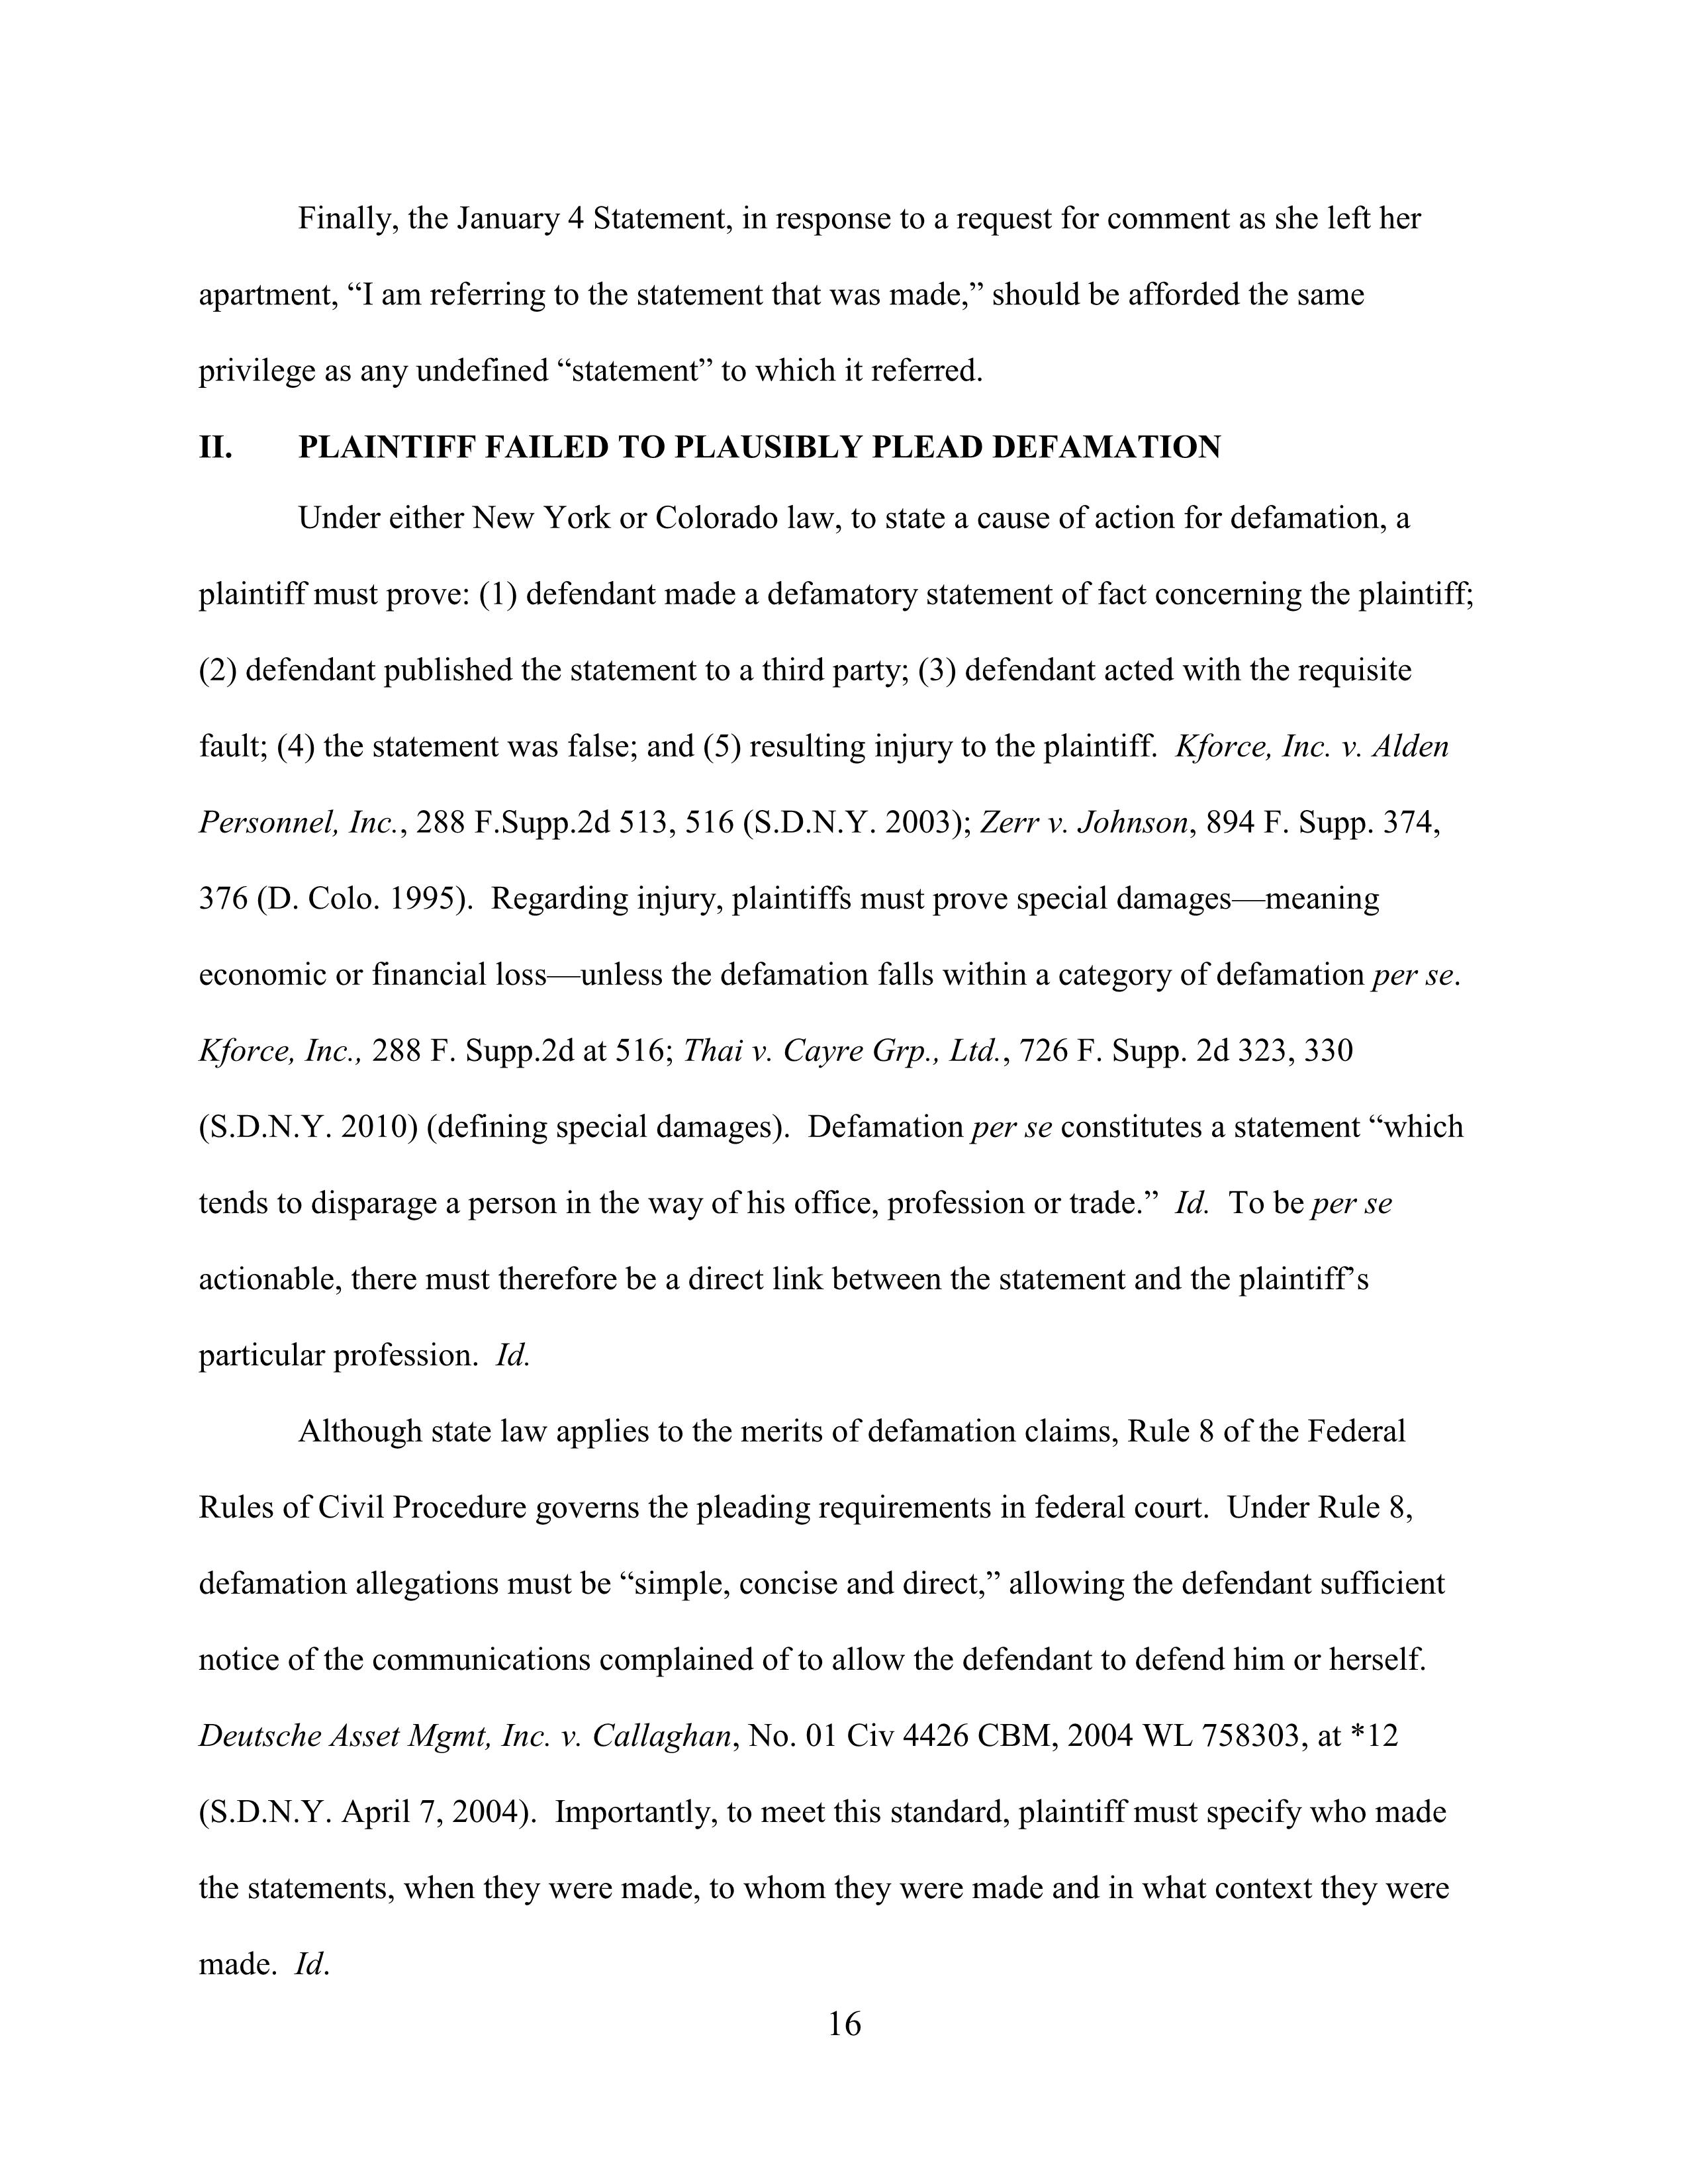 Finally, the January 4 Statement, in response to a request for comment as she left her
apartment, “I am referring to the statement that was made,” should be afforded the same
privilege as any undefined “statement” to which it referred.
II. PLAINTIFF FAILED TO PLAUSIBLY PLEAD DEFAMATION
Under either New York or Colorado law, to state a cause of action for defamation, a
plaintiff must prove: (1) defendant made a defamatory statement of fact concerning the plaintiff;
(2) defendant published the statement to a third party; (3) defendant acted with the requisite
fault; (4) the statement was false; and (5) resulting injury to the plaintiff.  Kforce, Inc. v. Alden
Personnel, Inc., 288 F.Supp.2d 513, 516 (S.D.N.Y. 2003); Zerr v. Johnson, 894 F. Supp. 374,
376 (D. Colo. 1995).  Regarding injury, plaintiffs must prove special damages—meaning
economic or financial loss—unless the defamation falls within a category of defamation per se.
Kforce, Inc., 288 F. Supp.2d at 516; Thai v. Cayre Grp., Ltd., 726 F. Supp. 2d 323, 330
(S.D.N.Y. 2010) (defining special damages).  Defamation per se constitutes a statement “which
tends to disparage a person in the way of his office, profession or trade.”  Id.  To be per se
actionable, there must therefore be a direct link between the statement and the plaintiff’s
particular profession.  Id.
Although state law applies to the merits of defamation claims, Rule 8 of the Federal
Rules of Civil Procedure governs the pleading requirements in federal court.  Under Rule 8,
defamation allegations must be “simple, concise and direct,” allowing the defendant sufficient
notice of the communications complained of to allow the defendant to defend him or herself.
Deutsche Asset Mgmt, Inc. v. Callaghan, No. 01 Civ 4426 CBM, 2004 WL 758303, at *12
(S.D.N.Y. April 7, 2004).  Importantly, to meet this standard, plaintiff must specify who made
the statements, when they were made, to whom they were made and in what context they were
made.  Id.
16